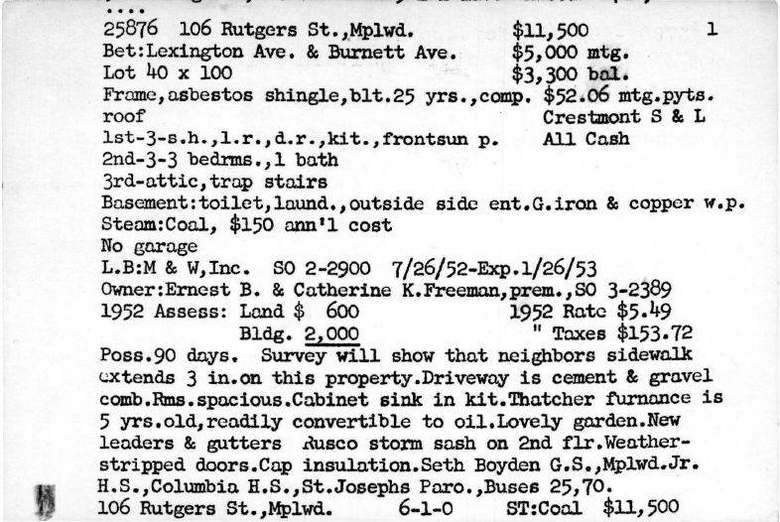 25876 106 Rutgers St.,Mplwd. $11,500 1
Bet:Lexington Ave. & Burnett Ave. $5,000 mtg.
Lot 40 x 100 $3,300 bal.
Frame,asbestos shingle,blt.25 yrs.,comp. $52.06 mtg.pyts.
roof Crestmont S & L
1st-3-s.h.,l.r.,d.r.,kit.,frontsun p. All Cash
2nd-3-3 bedrms.,1 bath
3rd-attic,trap stairs
Basement:toilet,laund.,outside side ent.G.iron & copper w.p.
Steam:Coal, $150 ann'l cost
No garage
L.B:M & W,Inc. SO 2-2900 7/26/52-Exp.1/26/53
Owner:Ernest B. & Catherine K.Freeman,prem.,SO 3-2389
1952 Assess: Land $ 600 1952 Rate $5.49
Bldg. 2,000 " Taxes $153.72
Poss.90 days. Survey will show that neighbors sidewalk
extends 3 in.on this property.Driveway is cement & gravel
comb.Rms.spacious.Cabinet sink in kit.Thatcher furnance is
5 yrs.old,readily convertible to oil.Lovely garden.New
leaders & gutters Rusco storm sash on 2nd flr.Weather-
stripped doors.Cap insulation.Seth Boyden G.S.,Mplwd.Jr.
H.S.,Columbia H.S.,St.Josephs Paro.,Buses 25,70.
106 Rutgers St.,Mplwd. 6-1-0 ST:Coal $11,500